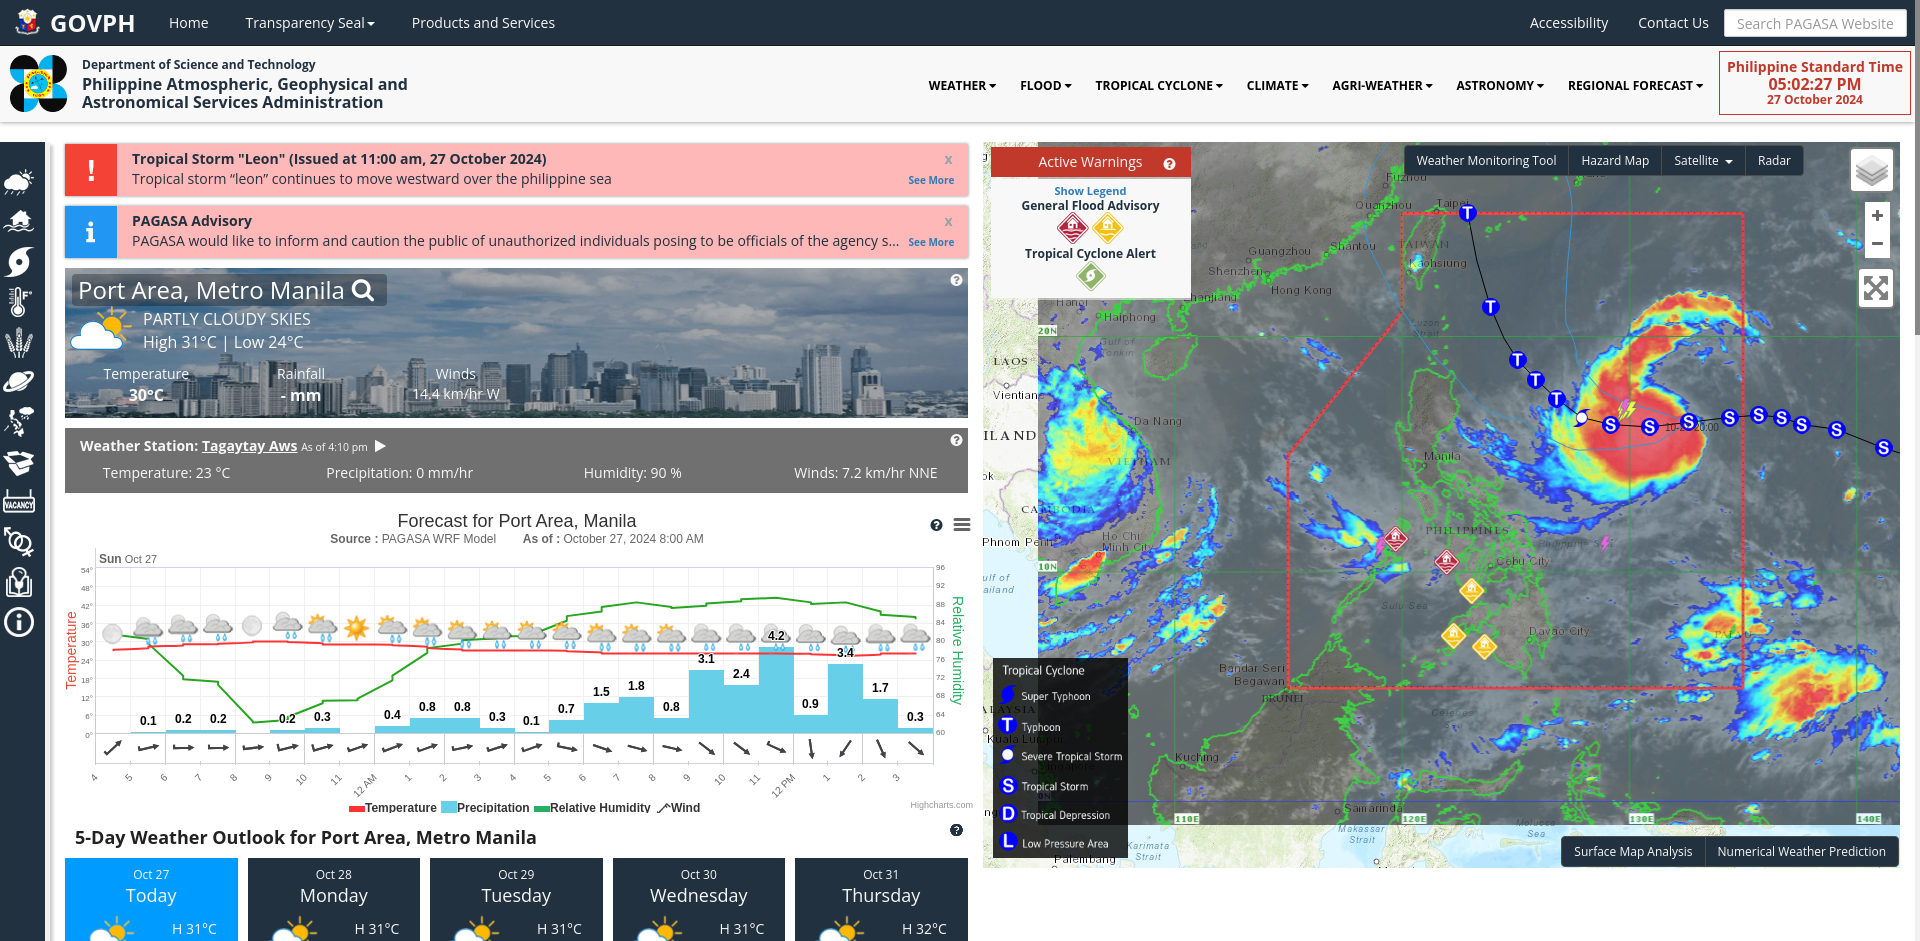 GOVPH
Home
Transparency Seal
Products and Services
Accessibility
Contact Us
Search PAGASA Website
Department of Science and Technology
Philippine Atmospheric, Geophysical and
Astronomical Services Administration
WEATHER
FLOOD
TROPICAL CYCLONE
CLIMATE
AGRI-WEATHER
ASTRONOMY
REGIONAL FORECAST
Philippine Standard Time
05:02:27 PM
27 October 2024
Tropical Storm "Leon" (Issued at 11:00 am, 27 October 2024)
x
Tropical storm “leon” continues to move westward over the philippine sea
See More
PAGASA Advisory
x
PAGASA would like to inform and caution the public of unauthorized individuals posing to be officials of the agency s...
See More
Port Area, Metro Manila
PARTLY CLOUDY SKIES
High 31°C | Low 24°C
Temperature
Rainfall
Winds
30°C
- mm
14.4 km/hr W
Weather Station: Tagaytay Aws As of 4:10 pm
Temperature: 23 °C
Precipitation: 0 mm/hr
Humidity: 90 %
Winds: 7.2 km/hr NNE
Forecast for Port Area, Manila
Source : PAGASA WRF Model As of : October 27, 2024 8:00 AM
Sun Oct 27
Temperature
54°
48°
42°
36°
30°
24°
18°
12°
6°
0°
Relative Humidity
96
92
88
84
80
76
72
68
64
60
0.1
0.2
0.2
0.2
0.3
0.4
0.8
0.8
0.3
0.1
0.7
1.5
1.8
0.8
3.1
2.4
4.2
0.9
3.4
1.7
0.3
4
5
6
7
8
9
10
11
12 AM
1
2
3
4
5
6
7
8
9
10
11
12 PM
1
2
3
Temperature
Precipitation
Relative Humidity
Wind
Highcharts.com
5-Day Weather Outlook for Port Area, Metro Manila
Oct 27
Today
H 31°C
Oct 28
Monday
H 31°C
Oct 29
Tuesday
H 31°C
Oct 30
Wednesday
H 31°C
Oct 31
Thursday
H 32°C
VACANCY
Active Warnings
Show Legend
General Flood Advisory
Tropical Cyclone Alert
Weather Monitoring Tool
Hazard Map
Satellite
Radar
+
−
Fuzhou
Quanzhou
Taipei
Guangzhou
Shantou
TAIWAN
Shenzhen
Kaohsiung
Hong Kong
Zhanjiang
Hanoi
Haiphong
20N
Gulf of
Tonkin
Luzon
Strait
LAOS
Vientian
Da Nang
ILAND
VIETNAM
Manila
CAMBODIA
Phnom Penh
Ho Chi
Minh City
10N
PHILIPPINES
Cebu City
Sulu Sea
Davao City
PALAU
Bandar Seri
Begawan
BRUNEI
Celebes
Kuala Lumpur
Kuching
Samarinda
110E
120E
130E
140E
Makassar
Strait
Molucca
Sea
Karimata
Strait
Palembang
Tropical Cyclone
Super Typhoon
T Typhoon
Severe Tropical Storm
S Tropical Storm
D Tropical Depression
L Low Pressure Area
T
T
T
T
T
S
S
S
S
S
S
S
S
S
Surface Map Analysis
Numerical Weather Prediction